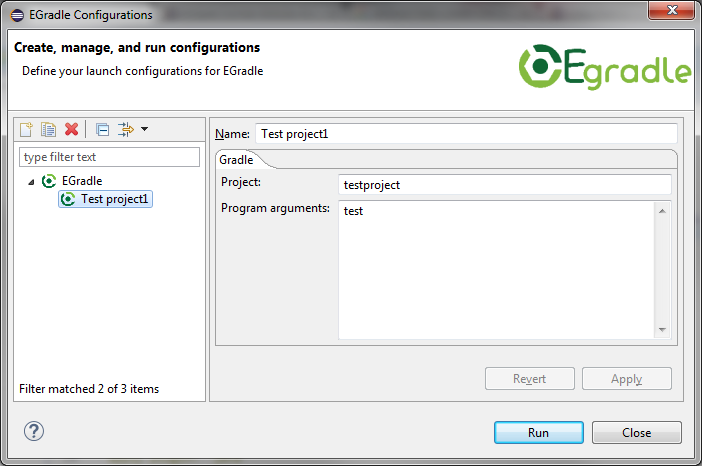 EGradle Configurations
Create, manage, and run configurations
Define your launch configurations for EGradle
Egradle
type filter text
EGradle
Test project1
Filter matched 2 of 3 items
Name: Test project1
Gradle
Project: testproject
Program arguments: test
Revert Apply
Run Close